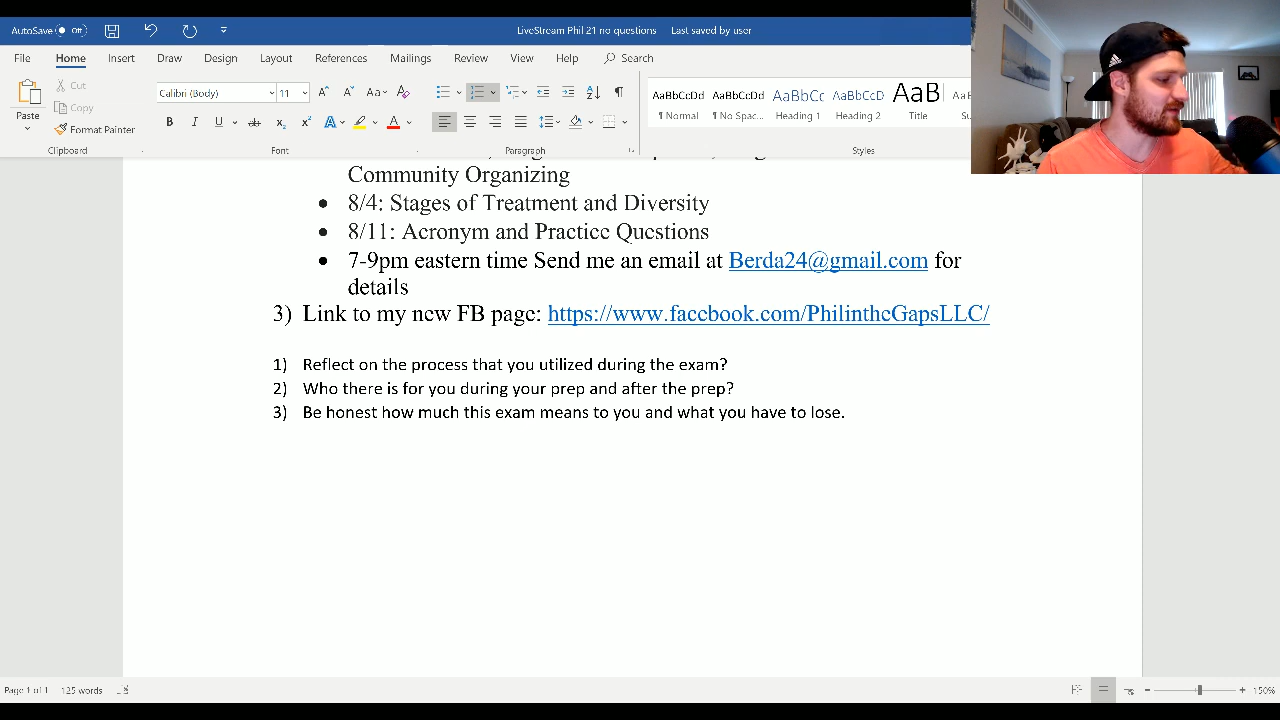 AutoSave Off LiveStream Phil 21 no questions Last saved by user
File Home Insert Draw Design Layout References Mailings Review View Help Search
Paste Cut Calibri (Body) 11 AaBbCcDd AaBbCcDd AaBbCc AaBbCcD AaB
Copy
Format Painter ¶ Normal Heading 1 Heading 2 Title
Clipboard Font Paragraph Styles
Community Organizing
• 8/4: Stages of Treatment and Diversity
• 8/11: Acronym and Practice Questions
• 7-9pm eastern time Send me an email at Berda24@gmail.com for
details
3) Link to my new FB page: https://www.facebook.com/PhilintheGapsLLC/
1) Reflect on the process that you utilized during the exam?
2) Who there is for you during your prep and after the prep?
3) Be honest how much this exam means to you and what you have to lose.
Page 1 of 1 125 words 150%